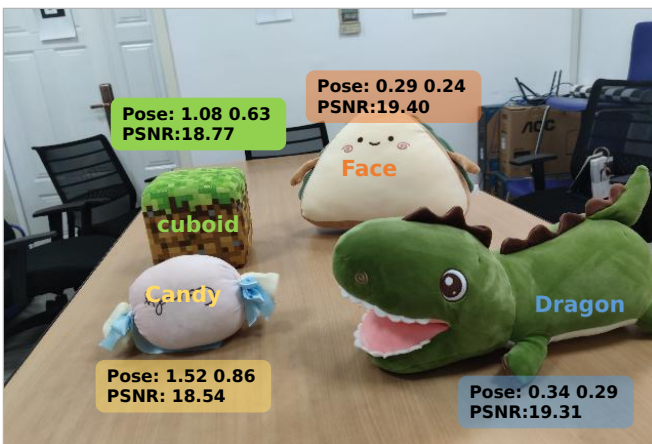 Pose: 0.29 0.24
PSNR:19.40
Pose: 1.08 0.63
PSNR:18.77
AOC
Face
cuboid
Candy
Dragon
Pose: 1.52 0.86
PSNR: 18.54
Pose: 0.34 0.29
PSNR:19.31